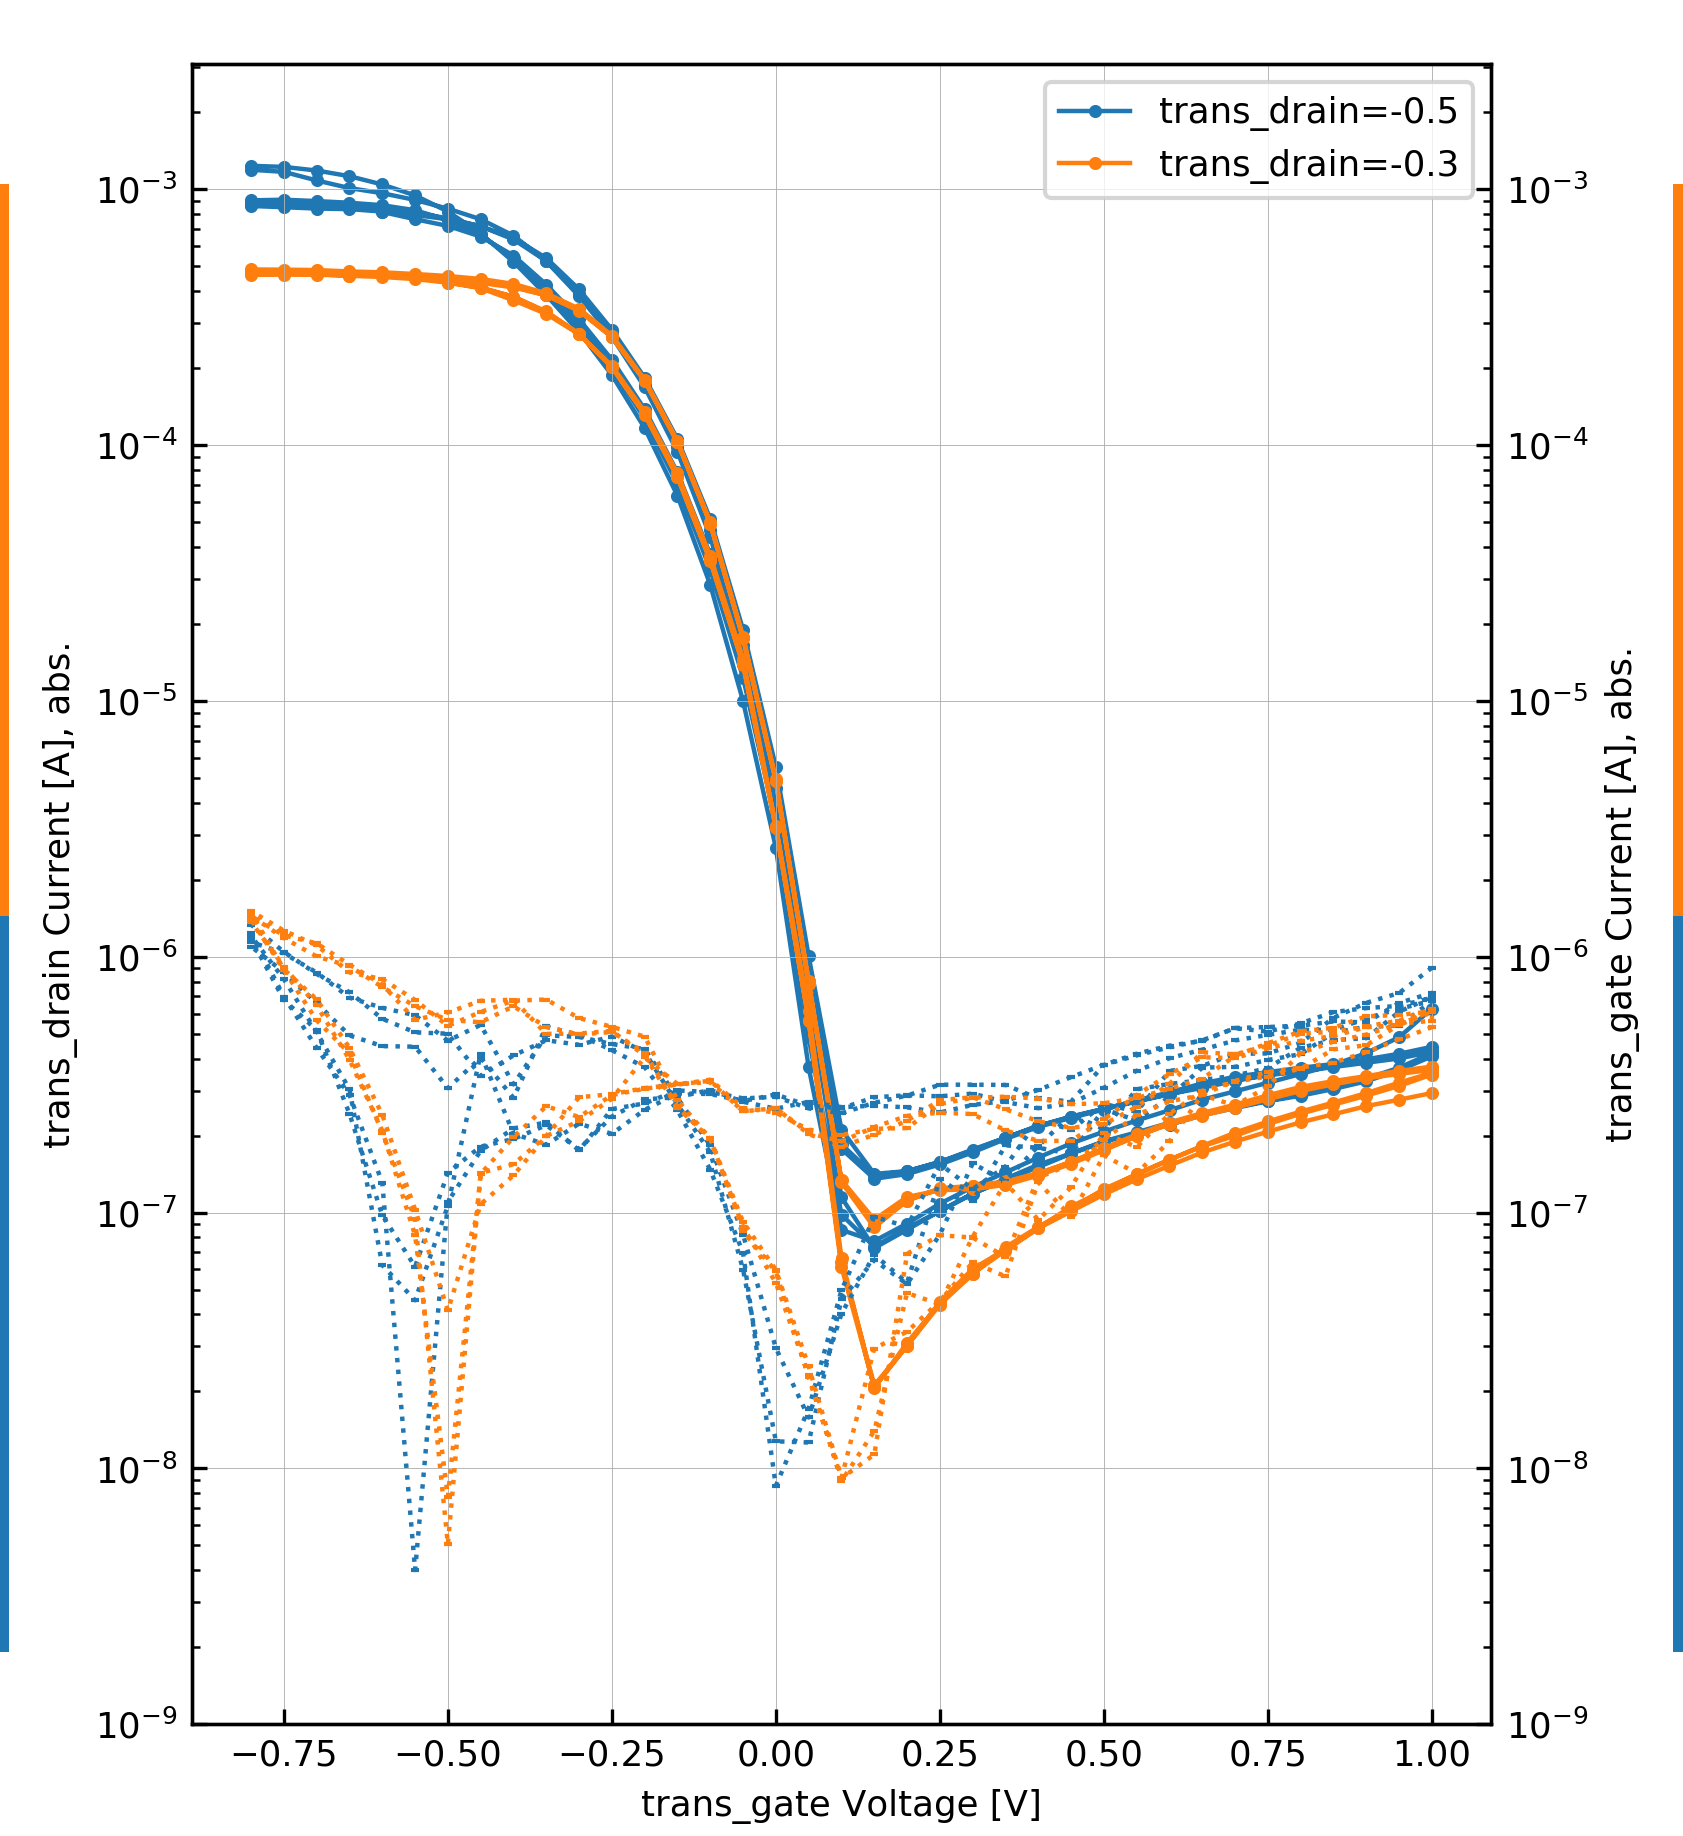 trans_drain=-0.5
trans_drain=-0.3
10⁻³
10⁻⁴
10⁻⁵
10⁻⁶
10⁻⁷
10⁻⁸
10⁻⁹
trans_drain Current [A], abs.
10⁻³
10⁻⁴
10⁻⁵
10⁻⁶
10⁻⁷
10⁻⁸
10⁻⁹
trans_gate Current [A], abs.
−0.75 −0.50 −0.25 0.00 0.25 0.50 0.75 1.00
trans_gate Voltage [V]